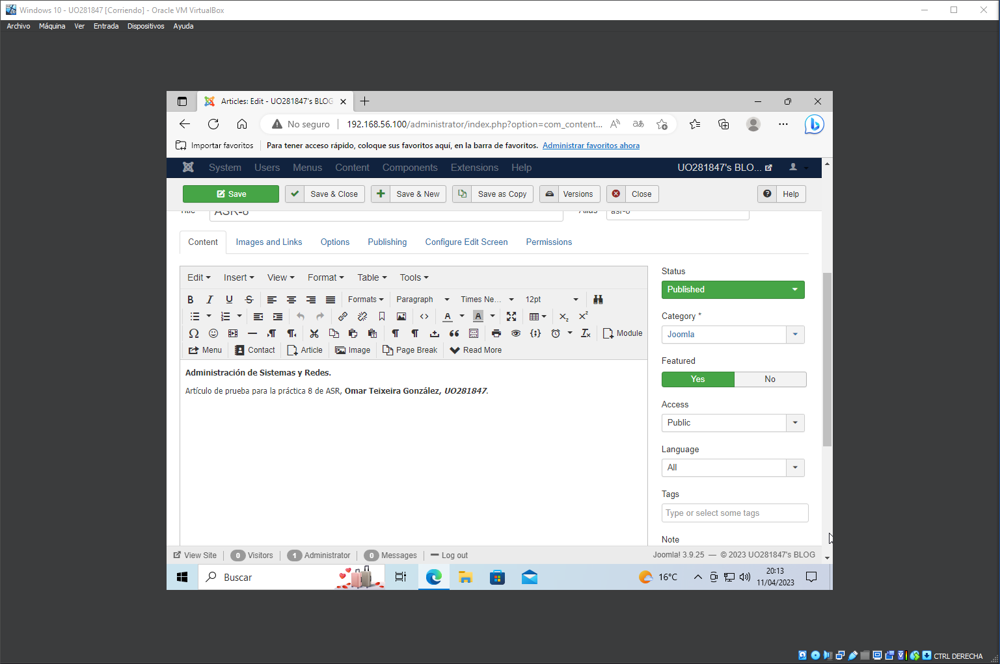 Windows 10 - UO281847 [Corriendo] - Oracle VM VirtualBox
Archivo Máquina Ver Entrada Dispositivos Ayuda
Articles: Edit - UO281847's BLOG
No seguro 192.168.56.100/administrator/index.php?option=com_content...
Importar favoritos Para tener acceso rápido, coloque sus favoritos aquí, en la barra de favoritos. Administrar favoritos ahora
System Users Menus Content Components Extensions Help UO281847's BLO...
Save Save & Close Save & New Save as Copy Versions Close Help
Title ASR-8 Alias asr-8
Content Images and Links Options Publishing Configure Edit Screen Permissions
Edit Insert View Format Table Tools
B I U S Formats Paragraph Times Ne... 12pt
Module
Menu Contact Article Image Page Break Read More
Administración de Sistemas y Redes.
Artículo de prueba para la práctica 8 de ASR, Omar Teixeira González, UO281847.
Status
Published
Category *
Joomla
Featured
Yes No
Access
Public
Language
All
Tags
Type or select some tags
Note
View Site 0 Visitors 1 Administrator 0 Messages Log out Joomla! 3.9.25 — © 2023 UO281847's BLOG
Buscar 16°C 20:13
11/04/2023
CTRL DERECHA